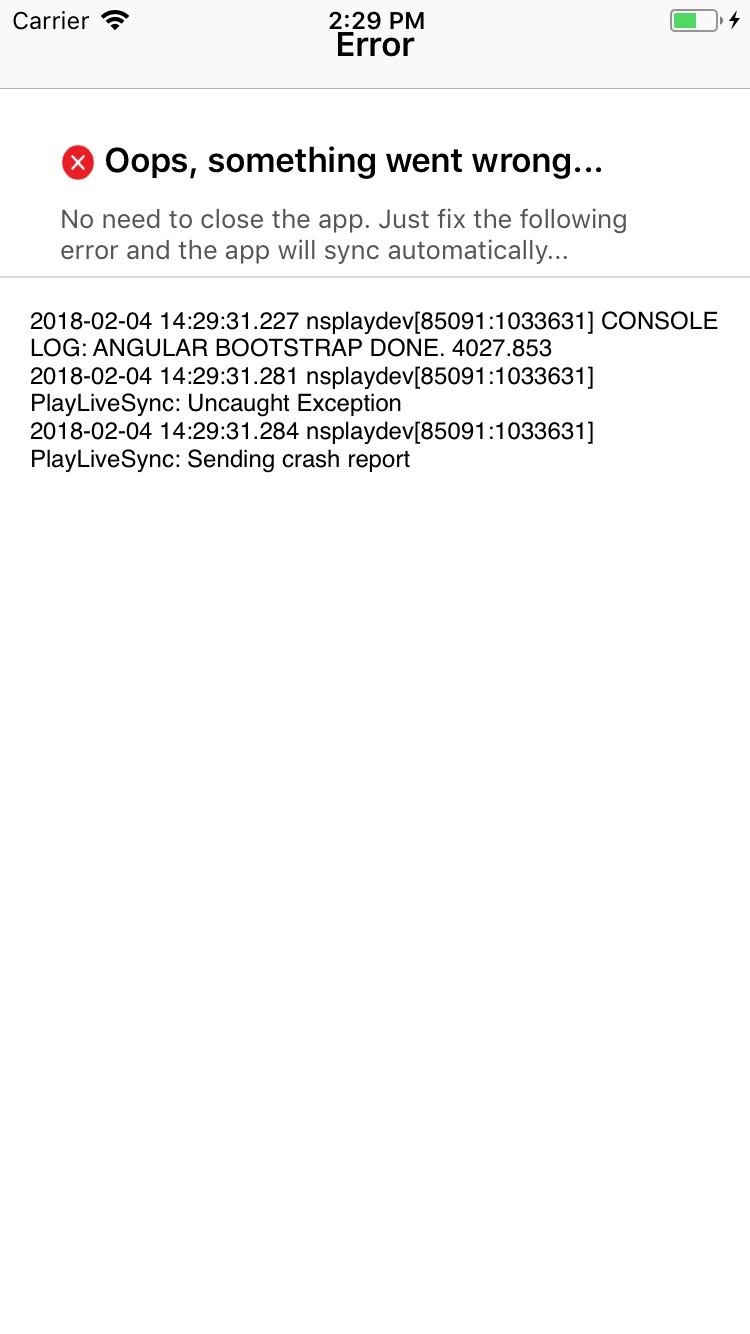 Carrier 2:29 PM
Error
Oops, something went wrong...
No need to close the app. Just fix the following
error and the app will sync automatically...
2018-02-04 14:29:31.227 nsplaydev[85091:1033631] CONSOLE
LOG: ANGULAR BOOTSTRAP DONE. 4027.853
2018-02-04 14:29:31.281 nsplaydev[85091:1033631]
PlayLiveSync: Uncaught Exception
2018-02-04 14:29:31.284 nsplaydev[85091:1033631]
PlayLiveSync: Sending crash report